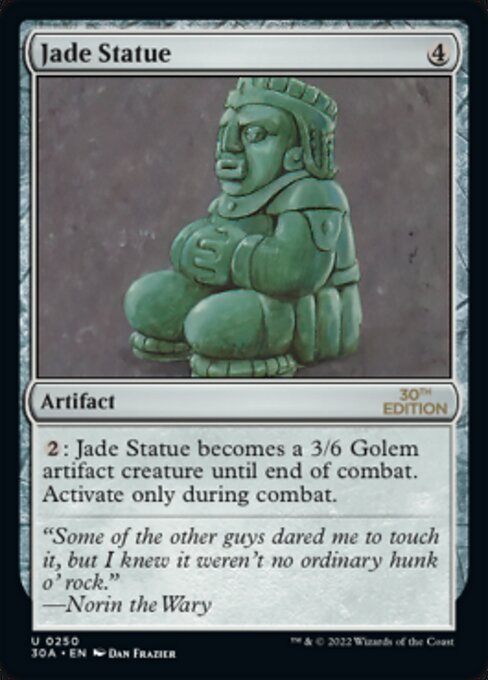 Jade Statue 4
Artifact 30TH EDITION
2: Jade Statue becomes a 3/6 Golem
artifact creature until end of combat.
Activate only during combat.
“Some of the other guys dared me to touch
it, but I knew it weren’t no ordinary hunk
o’ rock.”
—Norin the Wary
U 0250
30A • EN Dan Frazier
™ & © 2022 Wizards of the Coast